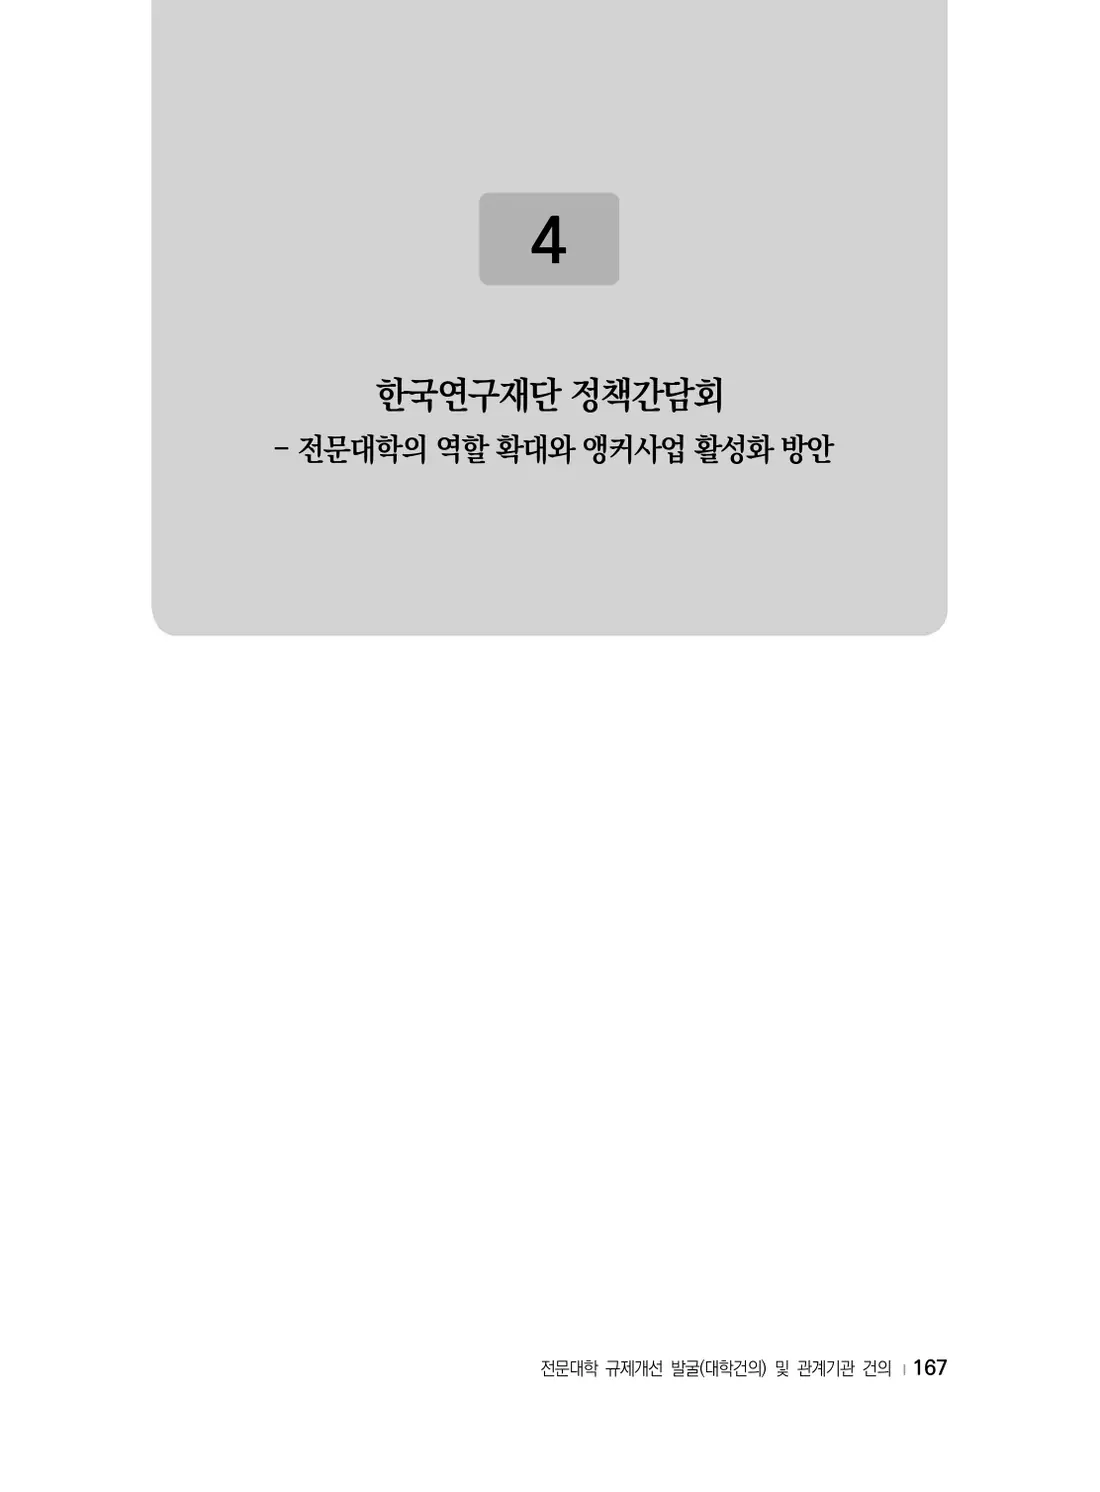 4
한국연구재단 정책간담회
- 전문대학의 역할 확대와 앵커사업 활성화 방안
전문대학 규제개선 발굴(대학건의) 및 관계기관 건의 | 167